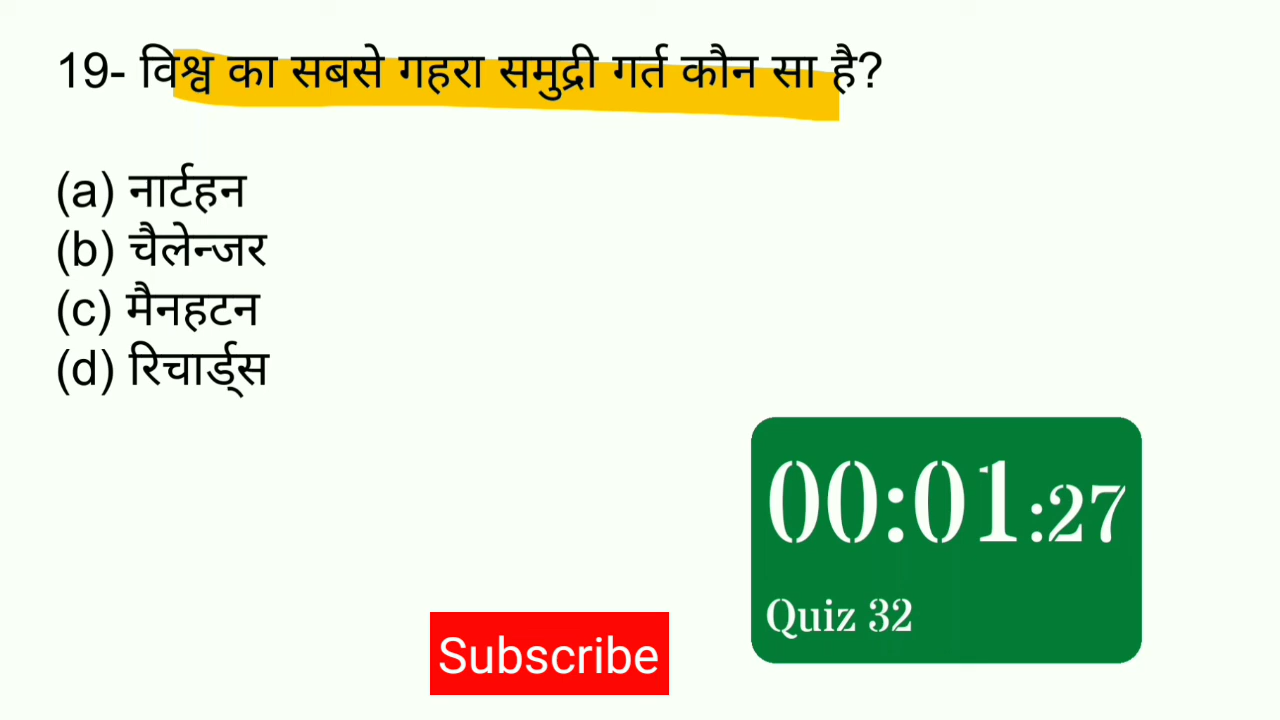 19- विश्व का सबसे गहरा समुद्री गर्त कौन सा है?
(a) नार्टहन
(b) चैलेन्जर
(c) मैनहटन
(d) रिचार्ड्स
00:01:27
Quiz 32
Subscribe